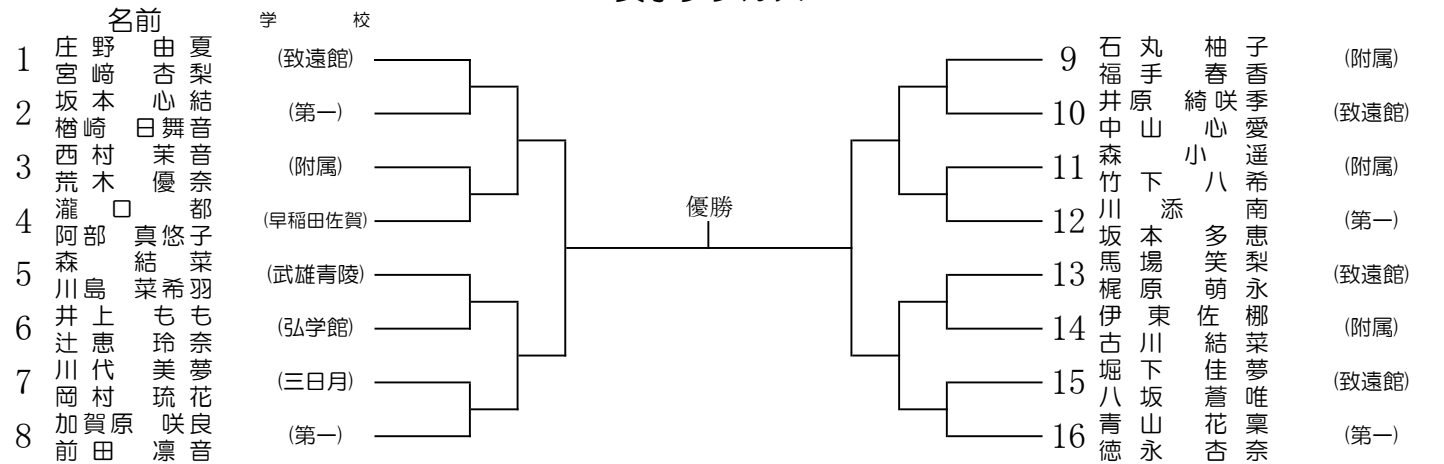 名前 学校
1 庄野 由夏 (致遠館)
宮﨑 杏梨
2 坂本 心結 (第一)
楢崎 日舞音
3 西村 茉音 (附属)
荒木 優奈
4 瀧口 都 (早稲田佐賀)
阿部 真悠子
5 森 結菜 (武雄青陵)
川島 菜希羽
6 井上 もも (弘学館)
辻恵 玲奈
7 川代 美夢 (三日月)
岡村 琉花
8 加賀原 咲良 (第一)
前田 凛音
優勝
9 石丸 柚子 (附属)
福手 春香
10 井原 綺咲季 (致遠館)
中山 心愛
11 森 小遥 (附属)
竹下 八希
12 川添 南 (第一)
坂本 多恵
13 馬場 笑梨 (致遠館)
梶原 萌永
14 伊東 佐梛 (附属)
古川 結菜
15 堀下 佳夢 (致遠館)
八坂 蒼唯
16 青山 花稟 (第一)
徳永 杏奈